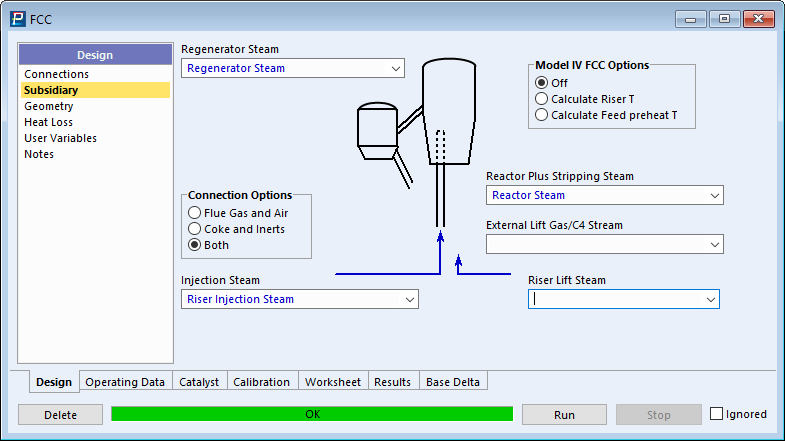 FCC
Design
Connections
Subsidiary
Geometry
Heat Loss
User Variables
Notes
Regenerator Steam
Regenerator Steam
Model IV FCC Options
Off
Calculate Riser T
Calculate Feed preheat T
Reactor Plus Stripping Steam
Reactor Steam
Connection Options
Flue Gas and Air
Coke and Inerts
Both
External Lift Gas/C4 Stream
Injection Steam
Riser Injection Steam
Riser Lift Steam
Design
Operating Data
Catalyst
Calibration
Worksheet
Results
Base Delta
Delete
OK
Run
Stop
Ignored